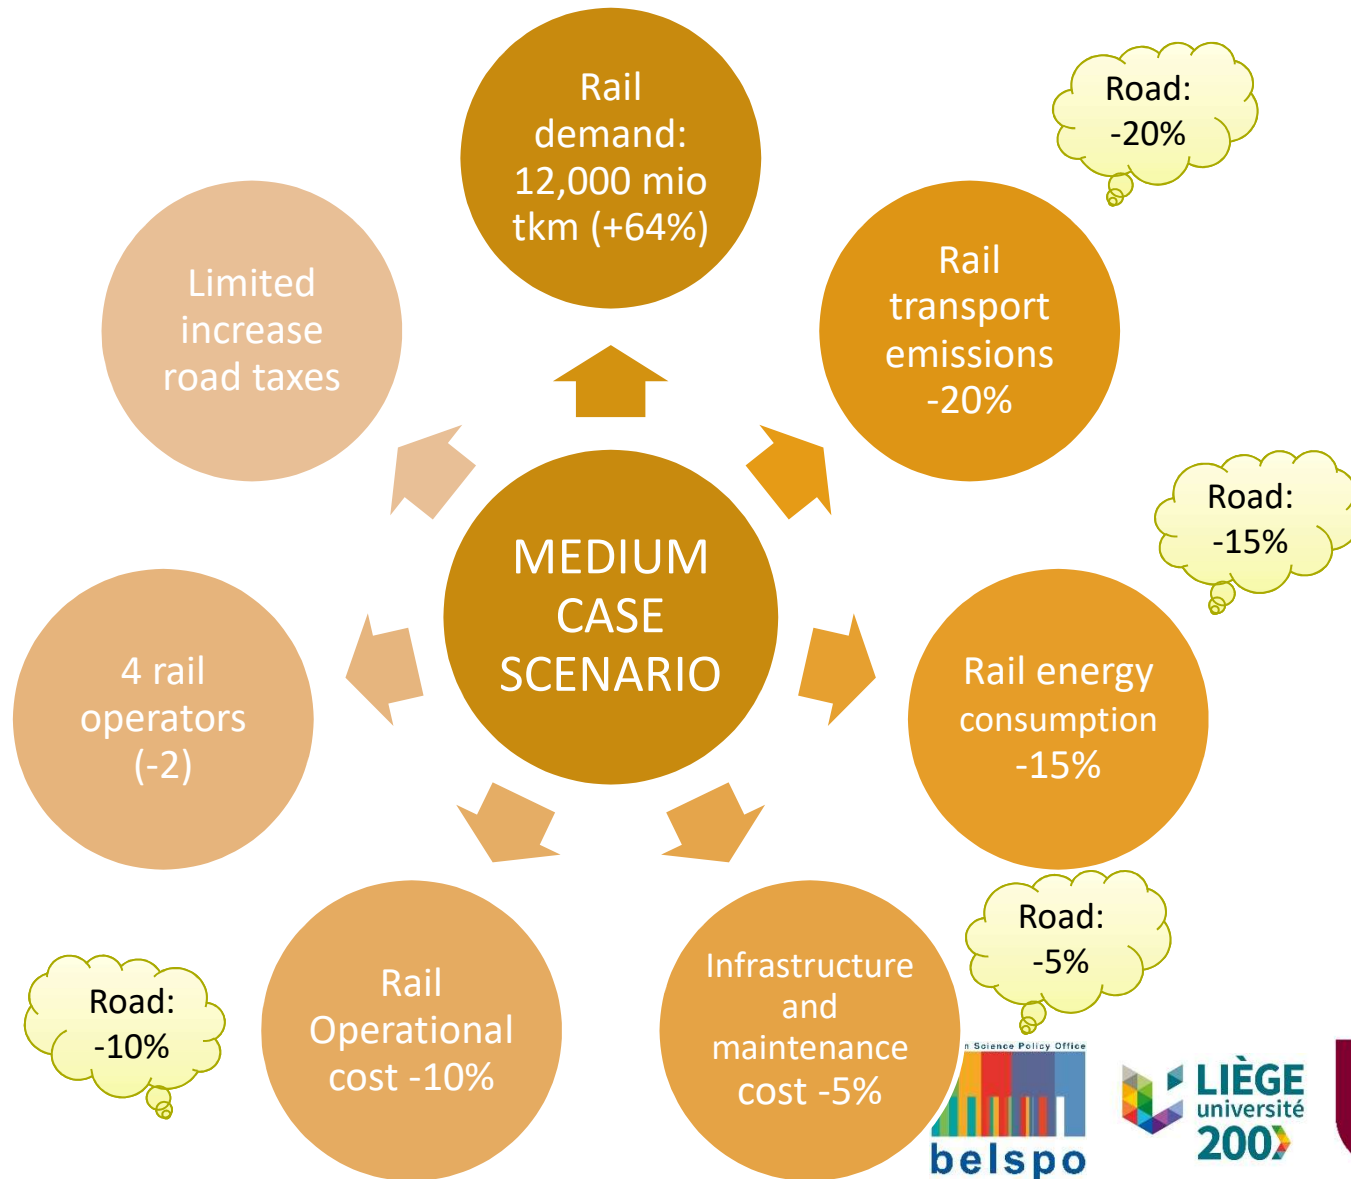 Rail
demand:
12,000 mio
tkm (+64%)
Road:
-20%
Rail
transport
emissions
-20%
Road:
-15%
Rail energy
consumption
-15%
Road:
-5%
Infrastructure
and
maintenance
cost -5%
Rail
Operational
cost -10%
Road:
-10%
4 rail
operators
(-2)
Limited
increase
road taxes
MEDIUM
CASE
SCENARIO
Science Policy Office
belspo
LIÈGE
université
200